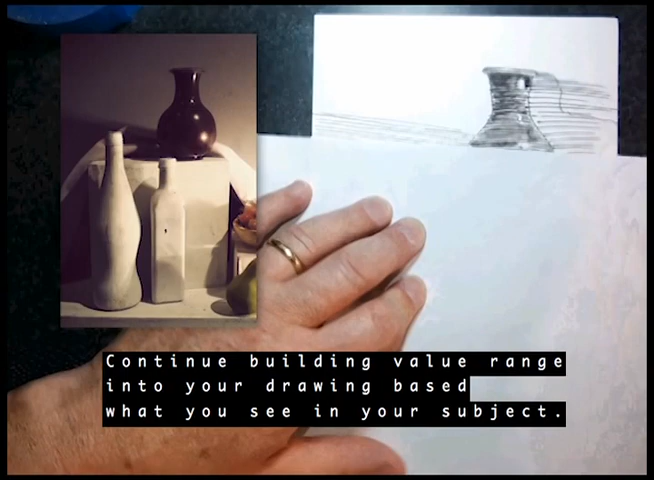 Continue building value range
into your drawing based
what you see in your subject.